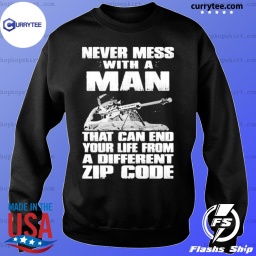 currytee.com
CURRYTEE
NEVER MESS
WITH A
MAN
THAT CAN END
YOUR LIFE FROM
A DIFFERENT
ZIP CODE
MADE IN THE
USA
FS
Flashs Ship